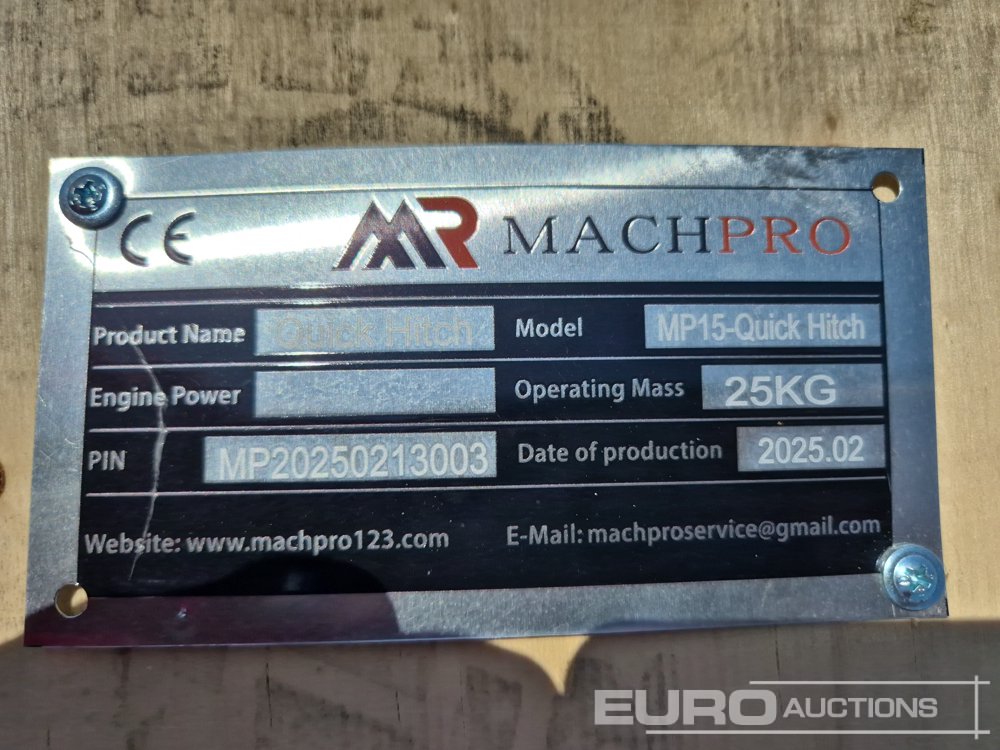 CE MR MACHPRO
Product Name Quick Hitch Model MP15-Quick Hitch
Engine Power Operating Mass 25KG
PIN MP20250213003 Date of production 2025.02
Website: www.machpro123.com E-Mail: machproservice@gmail.com
EURO AUCTIONS